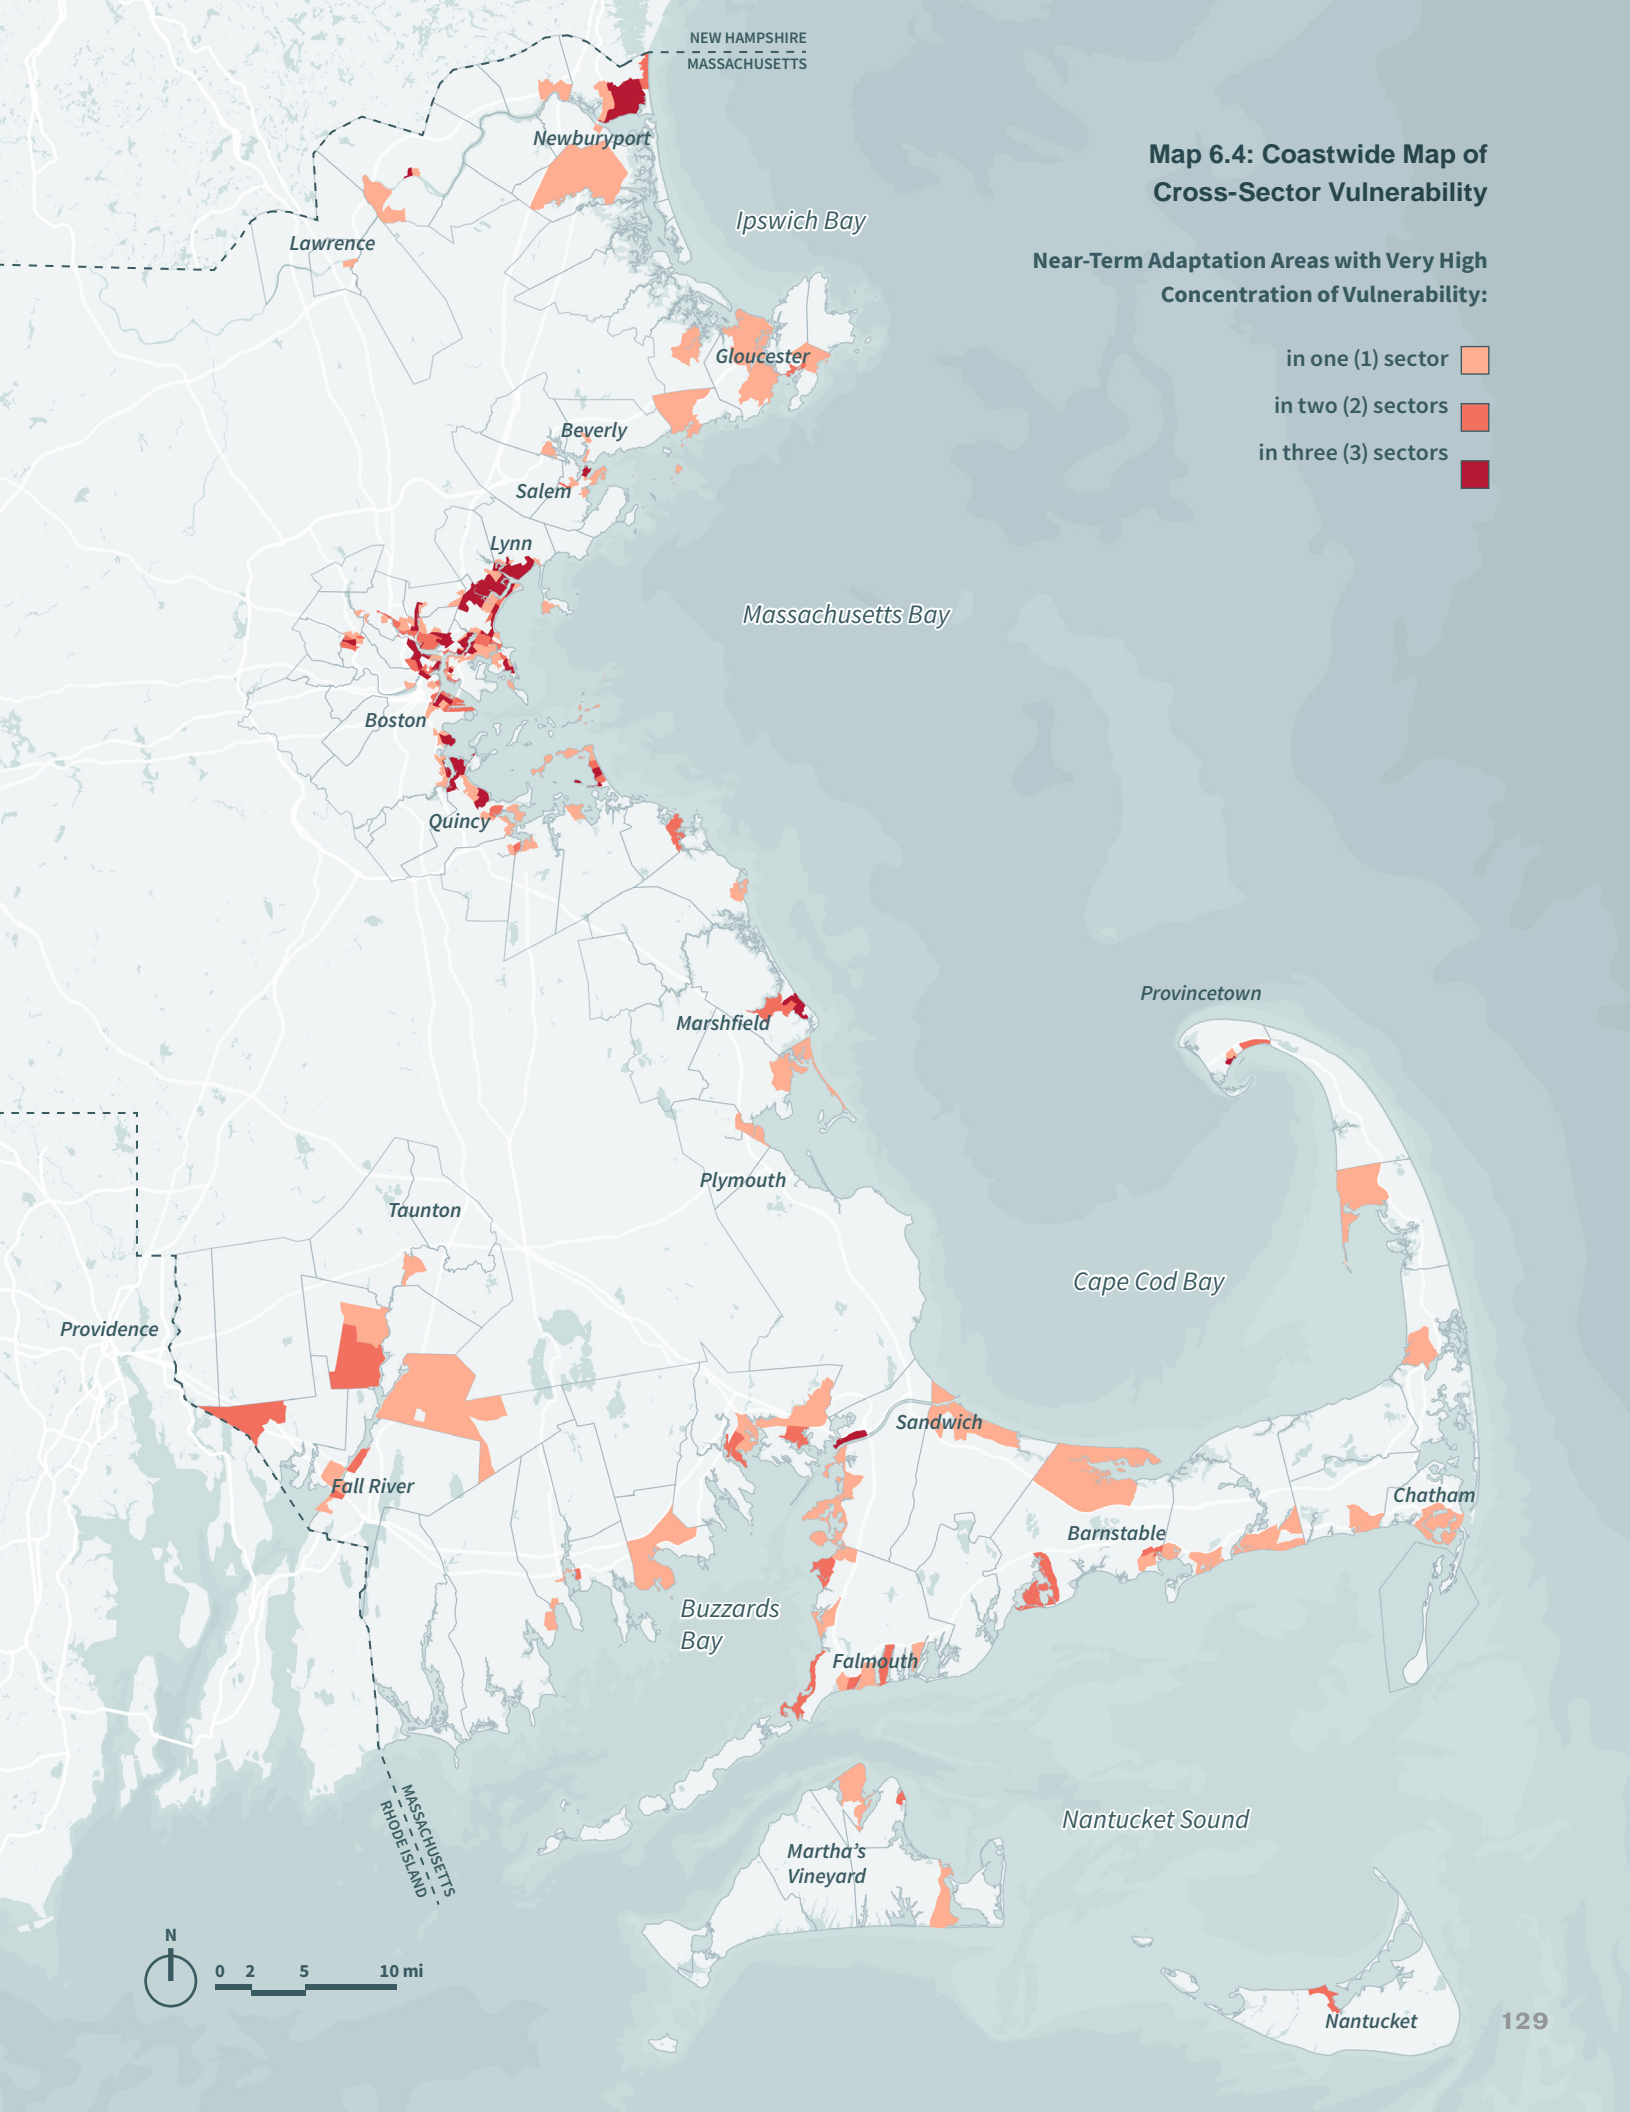 NEW HAMPSHIRE
MASSACHUSETTS
Map 6.4: Coastwide Map of
Cross-Sector Vulnerability
Near-Term Adaptation Areas with Very High
Concentration of Vulnerability:
in one (1) sector
in two (2) sectors
in three (3) sectors
Newburyport
Ipswich Bay
Lawrence
Gloucester
Beverly
Salem
Lynn
Massachusetts Bay
Boston
Quincy
Provincetown
Marshfield
Plymouth
Taunton
Cape Cod Bay
Providence
Sandwich
Fall River
Chatham
Barnstable
Buzzards
Bay
Falmouth
MASSACHUSETTS
RHODE ISLAND
Nantucket Sound
Martha’s
Vineyard
N
0 2 5 10 mi
Nantucket
129